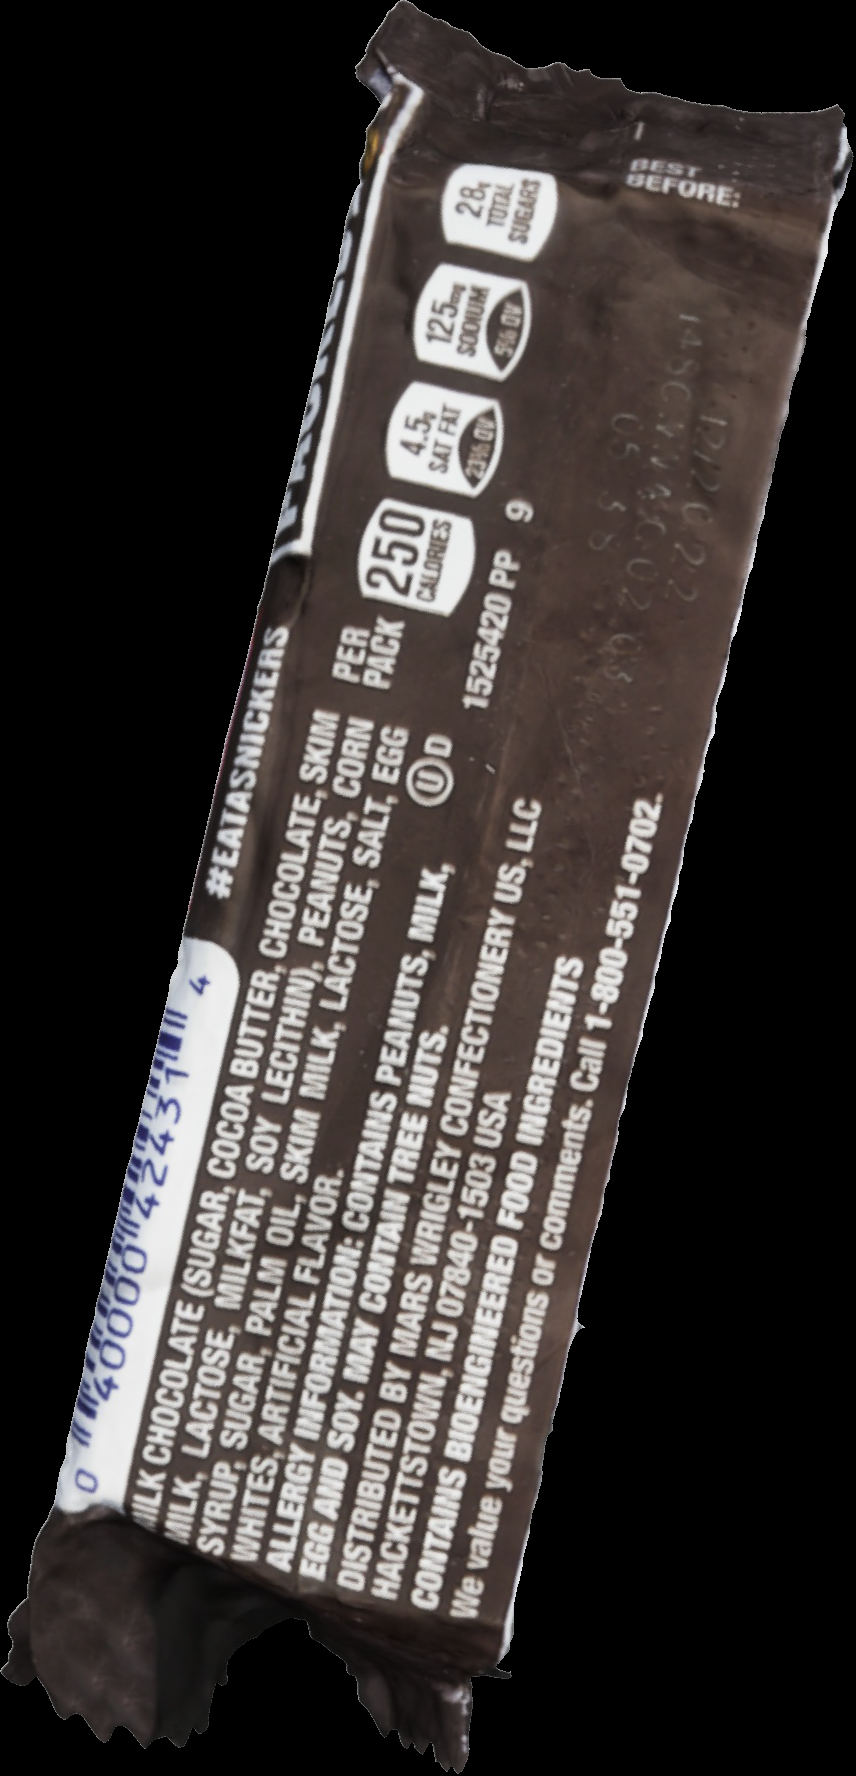 #EATASNICKERS
0 40000 42431 4
MILK CHOCOLATE (SUGAR, COCOA BUTTER, CHOCOLATE, SKIM
MILK, LACTOSE, MILKFAT, SOY LECITHIN), PEANUTS, CORN
SYRUP, SUGAR, PALM OIL, SKIM MILK, LACTOSE, SALT, EGG
WHITES, ARTIFICIAL FLAVOR.
ALLERGY INFORMATION: CONTAINS PEANUTS, MILK,
EGG AND SOY. MAY CONTAIN TREE NUTS.
DISTRIBUTED BY MARS WRIGLEY CONFECTIONERY US, LLC
HACKETTSTOWN, NJ 07840-1503 USA
CONTAINS BIOENGINEERED FOOD INGREDIENTS
We value your questions or comments. Call 1-800-551-0702.
U D
PER
PACK
250
CALORIES
4.5g
SAT FAT
23% DV
125mg
SODIUM
5% DV
28g
TOTAL
SUGARS
1525420 PP 9
BEST
BEFORE:
12/2022